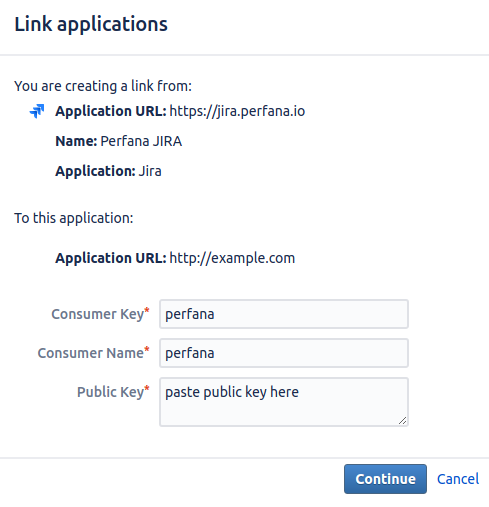 Link applications
You are creating a link from:
Application URL: https://jira.perfana.io
Name: Perfana JIRA
Application: Jira
To this application:
Application URL: http://example.com
Consumer Key* perfana
Consumer Name* perfana
Public Key* paste public key here
Continue Cancel